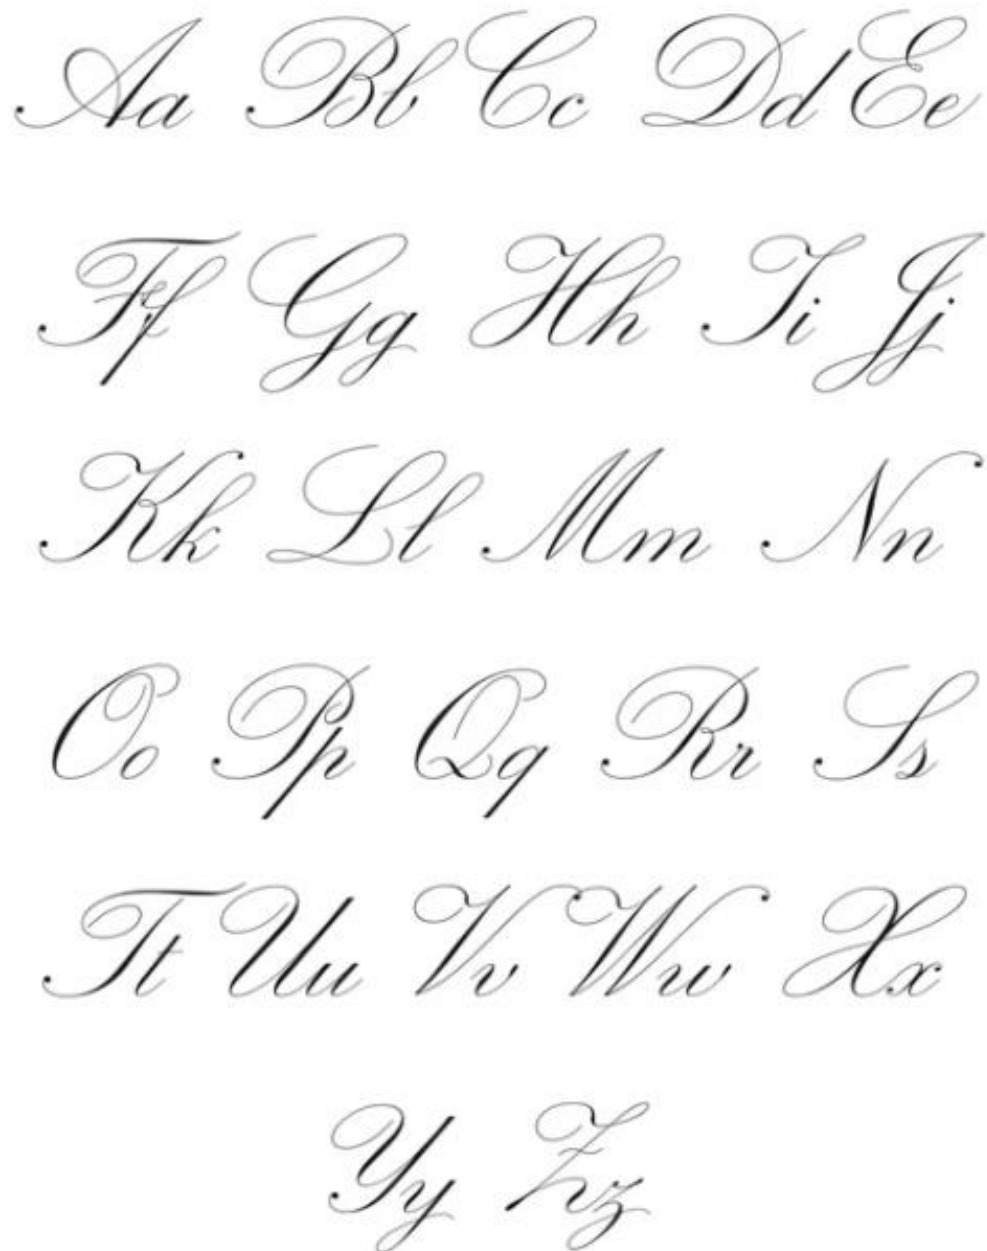 Aa Bb Cc Dd Ee
Ff Gg Hh Ii Jj
Kk Ll Mm Nn
Oo Pp Qq Rr Ss
Tt Uu Vv Ww Xx
Yy Zz